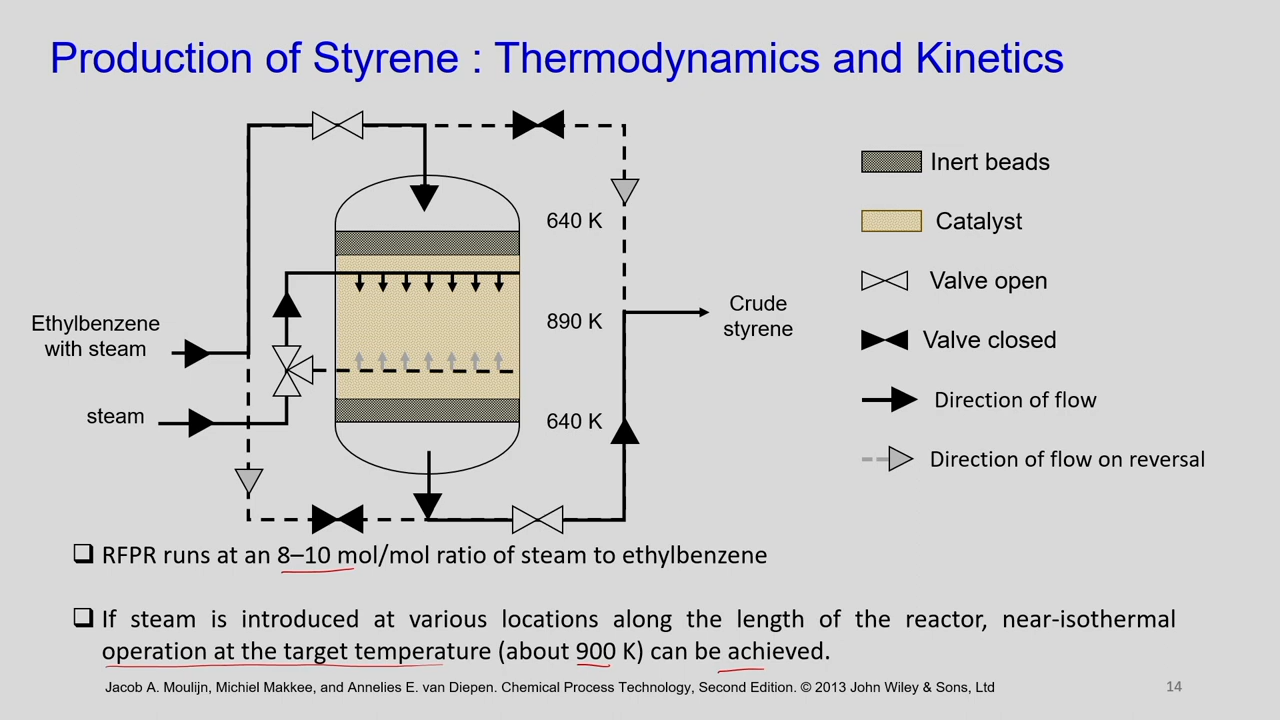 Production of Styrene : Thermodynamics and Kinetics
640 K
890 K
640 K
Ethylbenzene
with steam
steam
Crude
styrene
Inert beads
Catalyst
Valve open
Valve closed
Direction of flow
Direction of flow on reversal
❑ RFPR runs at an 8–10 mol/mol ratio of steam to ethylbenzene
❑ If steam is introduced at various locations along the length of the reactor, near-isothermal
operation at the target temperature (about 900 K) can be achieved.
Jacob A. Moulijn, Michiel Makkee, and Annelies E. van Diepen. Chemical Process Technology, Second Edition. © 2013 John Wiley & Sons, Ltd
14